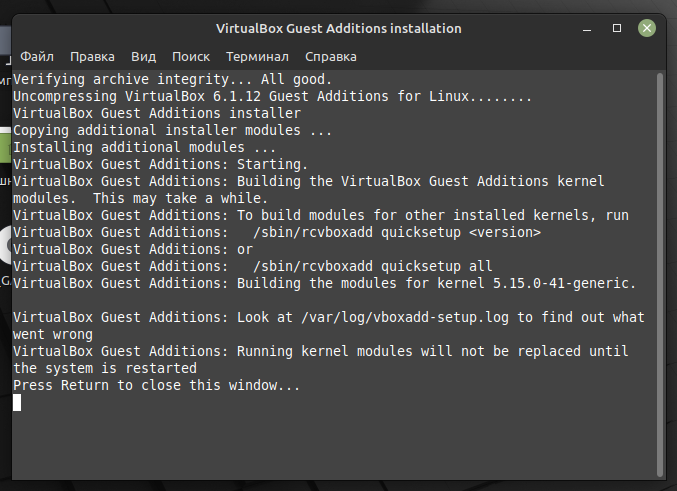 VirtualBox Guest Additions installation
Файл Правка Вид Поиск Терминал Справка
Verifying archive integrity... All good.
Uncompressing VirtualBox 6.1.12 Guest Additions for Linux........
VirtualBox Guest Additions installer
Copying additional installer modules ...
Installing additional modules ...
VirtualBox Guest Additions: Starting.
VirtualBox Guest Additions: Building the VirtualBox Guest Additions kernel
modules.  This may take a while.
VirtualBox Guest Additions: To build modules for other installed kernels, run
VirtualBox Guest Additions:   /sbin/rcvboxadd quicksetup <version>
VirtualBox Guest Additions: or
VirtualBox Guest Additions:   /sbin/rcvboxadd quicksetup all
VirtualBox Guest Additions: Building the modules for kernel 5.15.0-41-generic.

VirtualBox Guest Additions: Look at /var/log/vboxadd-setup.log to find out what
went wrong
VirtualBox Guest Additions: Running kernel modules will not be replaced until
the system is restarted
Press Return to close this window...